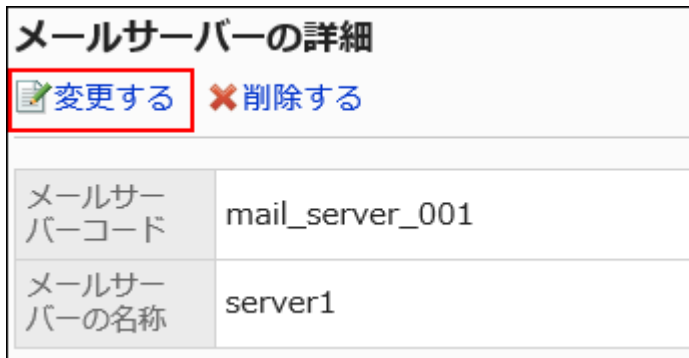 メールサーバーの詳細
変更する 削除する
メールサー
バーコード
mail_server_001
メールサー
バーの名称
server1